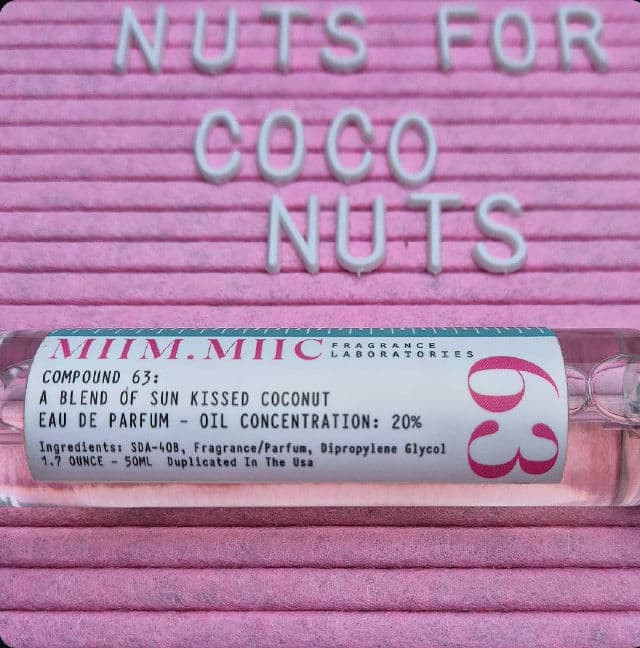 NUTS FOR
COCO
NUTS
MIIM.MIIC FRAGRANCE
LABORATORIES
COMPOUND 63:
A BLEND OF SUN KISSED COCONUT
EAU DE PARFUM - OIL CONCENTRATION: 20%
Ingredients: SDA-40B, Fragrance/Parfum, Dipropylene Glycol
1.7 OUNCE - 50ML Duplicated In The Usa
63